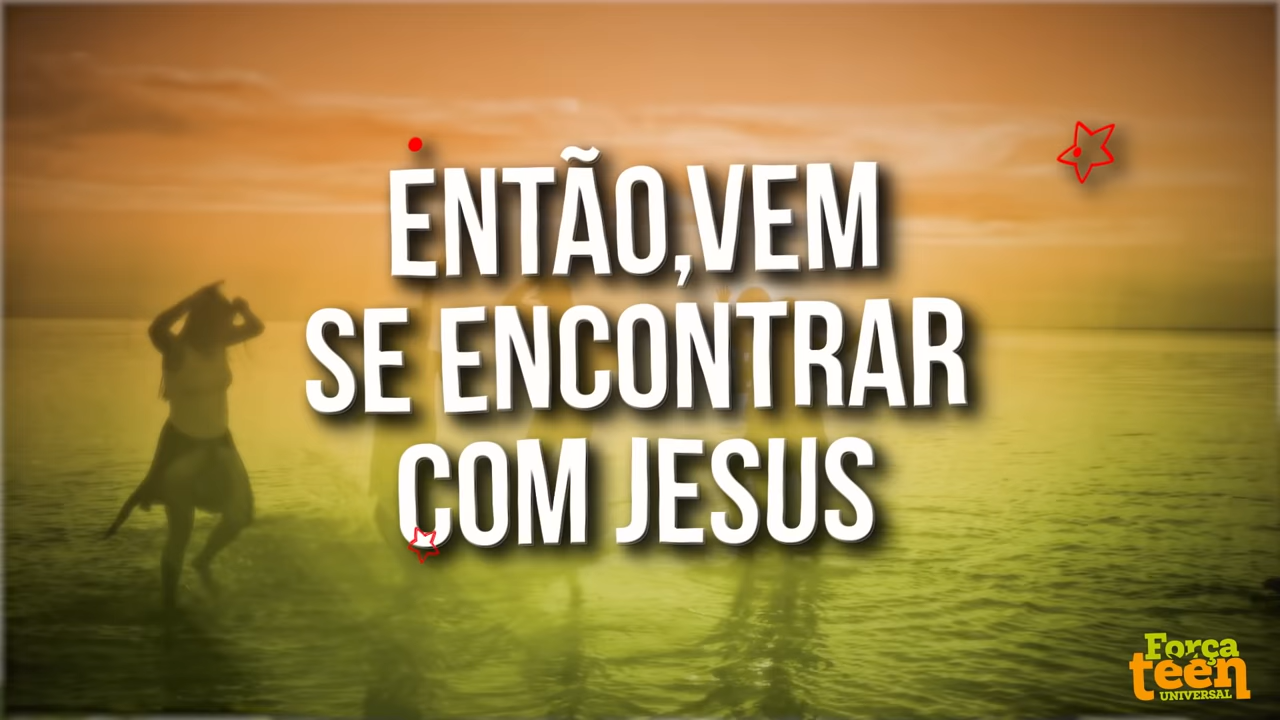 ENTÃO,VEM
SE ENCONTRAR
COM JESUS
Força
teen
UNIVERSAL